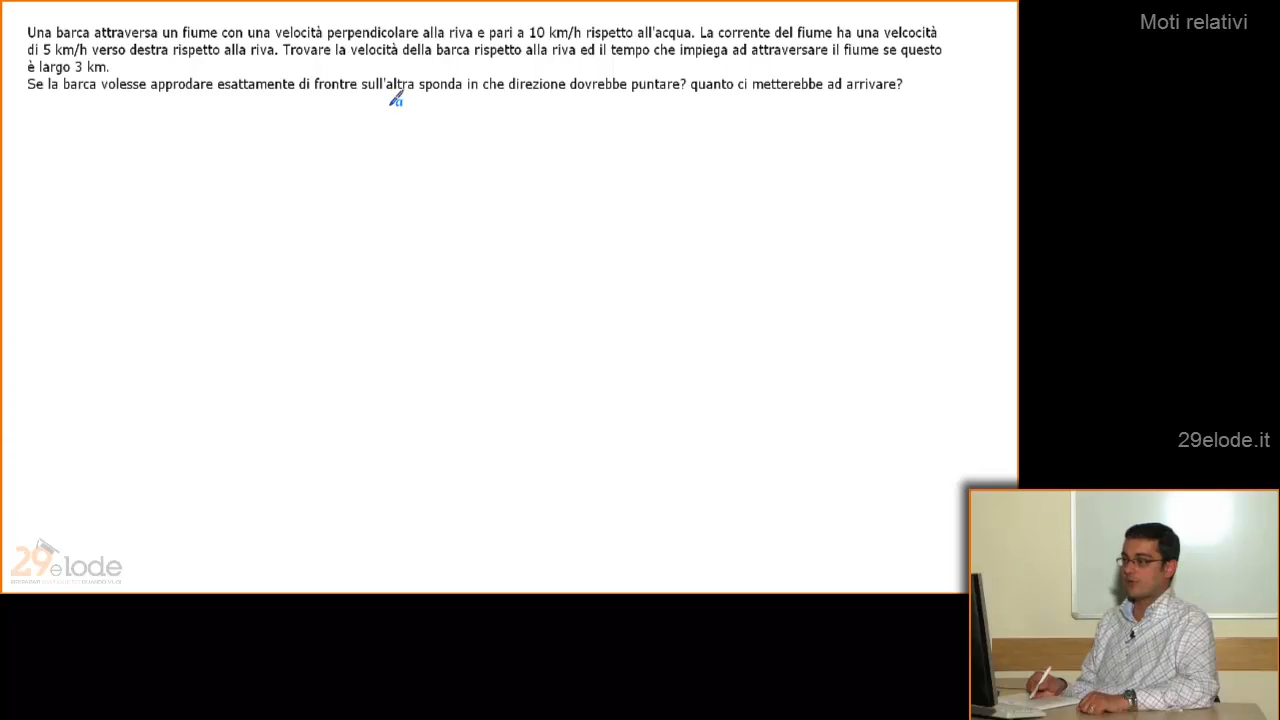 Moti relativi
Una barca attraversa un fiume con una velocità perpendicolare alla riva e pari a 10 km/h rispetto all'acqua. La corrente del fiume ha una velcocità
di 5 km/h verso destra rispetto alla riva. Trovare la velocità della barca rispetto alla riva ed il tempo che impiega ad attraversare il fiume se questo
è largo 3 km.
Se la barca volesse approdare esattamente di frontre sull'altra sponda in che direzione dovrebbe puntare? quanto ci metterebbe ad arrivare?
29elode.it
29elode